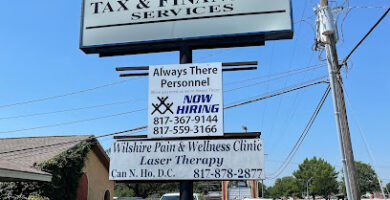 TAX & FINAN
SERVICES
Always There
Personnel
NOW
HIRING
817-367-9144
817-559-3166
Wilshire Pain & Wellness Clinic
Laser Therapy
Can N. Ho, D.C. 817-878-2877